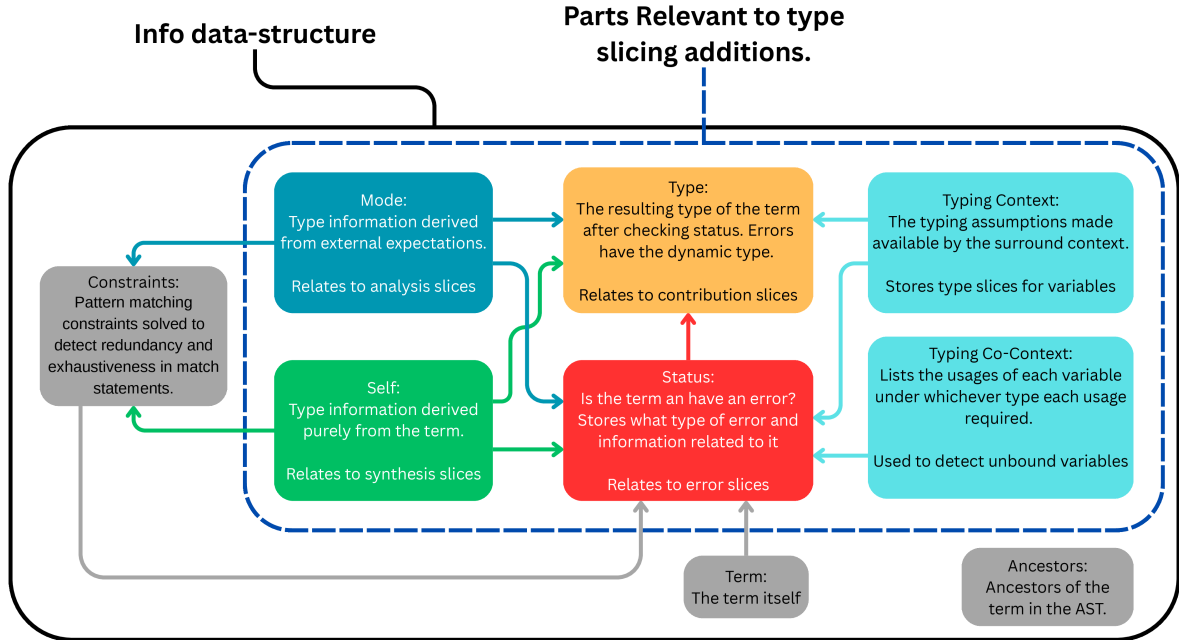 Info data-structure
Parts Relevant to type
slicing additions.
Mode:
Type information derived
from external expectations.
Relates to analysis slices
Type:
The resulting type of the term
after checking status. Errors
have the dynamic type.
Relates to contribution slices
Typing Context:
The typing assumptions made
available by the surround context.
Stores type slices for variables
Constraints:
Pattern matching
constraints solved to
detect redundancy and
exhaustiveness in match
statements.
Self:
Type information derived
purely from the term.
Relates to synthesis slices
Status:
Is the term an have an error?
Stores what type of error and
information related to it
Relates to error slices
Typing Co-Context:
Lists the usages of each variable
under whichever type each usage
required.
Used to detect unbound variables
Term:
The term itself
Ancestors:
Ancestors of the
term in the AST.